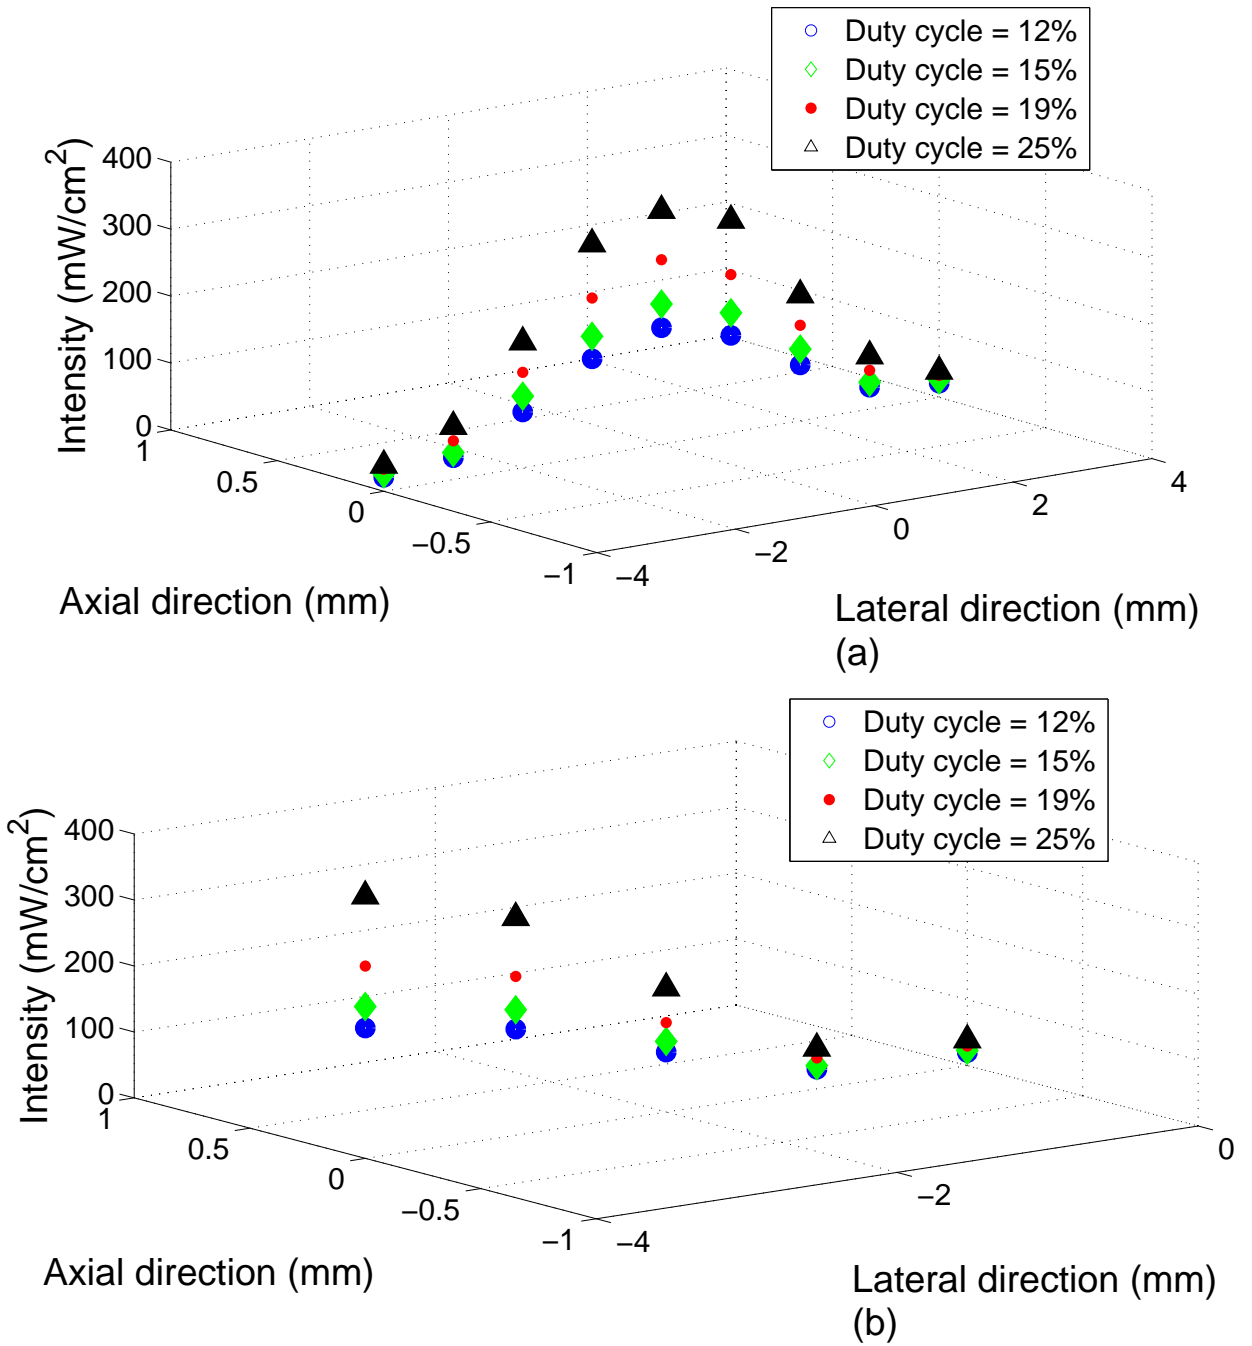 Duty cycle = 12%
Duty cycle = 15%
Duty cycle = 19%
Duty cycle = 25%
400
300
200
100
0
Intensity (mW/cm²)
1
0.5
0
−0.5
−1
−4
−2
0
2
4
Axial direction (mm)
Lateral direction (mm)
(a)
Duty cycle = 12%
Duty cycle = 15%
Duty cycle = 19%
Duty cycle = 25%
400
300
200
100
0
Intensity (mW/cm²)
1
0.5
0
−0.5
−1
−4
−2
0
Axial direction (mm)
Lateral direction (mm)
(b)